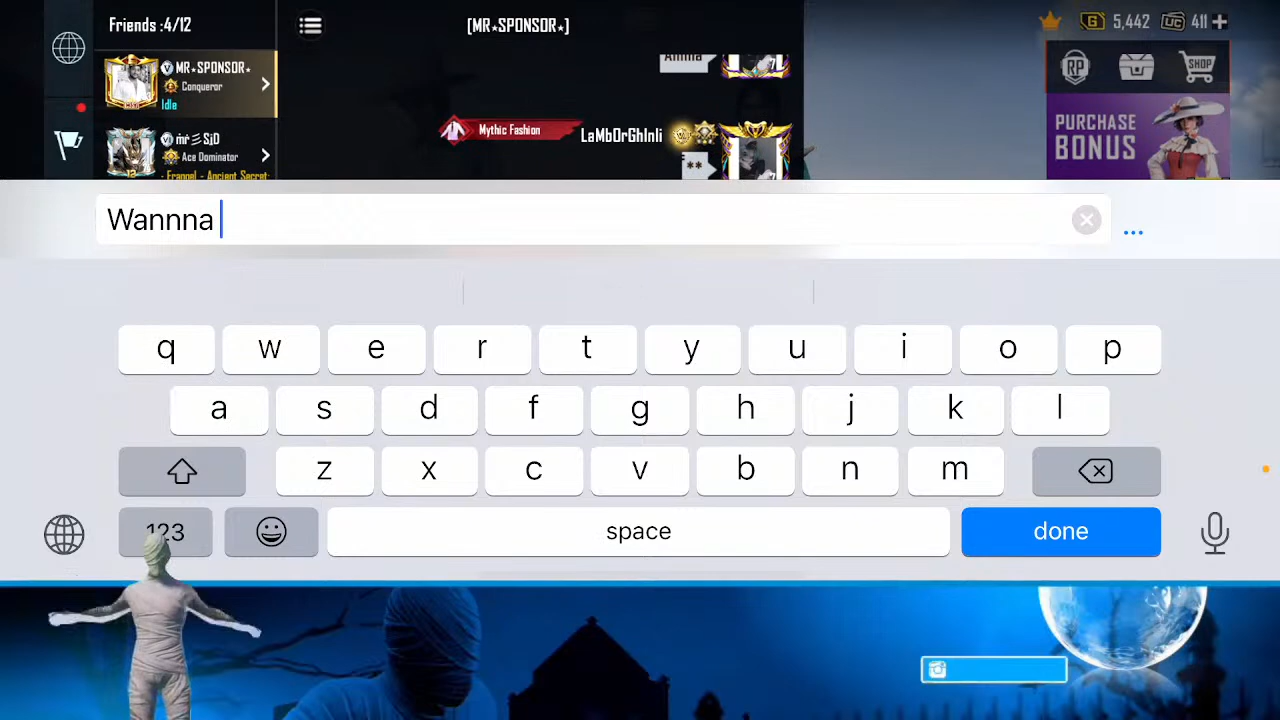 Friends :4/12
[MR★SPONSOR★]
5,442
UC 411 +
MR★SPONSOR★
Conqueror
Idle
RP
SHOP
Mythic Fashion
LaMbOrGhInIi
**
Ace Dominator
PURCHASE
BONUS
Wannna
...
q w e r t y u i o p
a s d f g h j k l
z x c v b n m
123
space
done